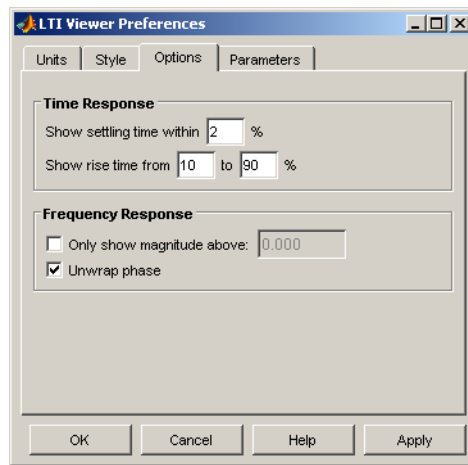 LTI Viewer Preferences
Units Style Options Parameters
Time Response
Show settling time within 2 %
Show rise time from 10 to 90 %
Frequency Response
Only show magnitude above: 0.000
Unwrap phase
OK Cancel Help Apply